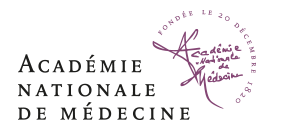 FONDÉE LE 20 DÉCEMBRE 1820
Académie
Nationale
de
Médecine
ACADÉMIE
NATIONALE
DE MÉDECINE